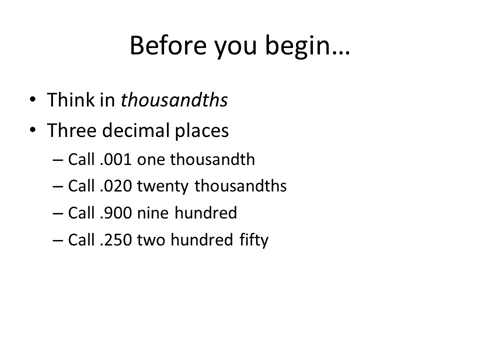 Before you begin…
• Think in thousandths
• Three decimal places
– Call .001 one thousandth
– Call .020 twenty thousandths
– Call .900 nine hundred
– Call .250 two hundred fifty